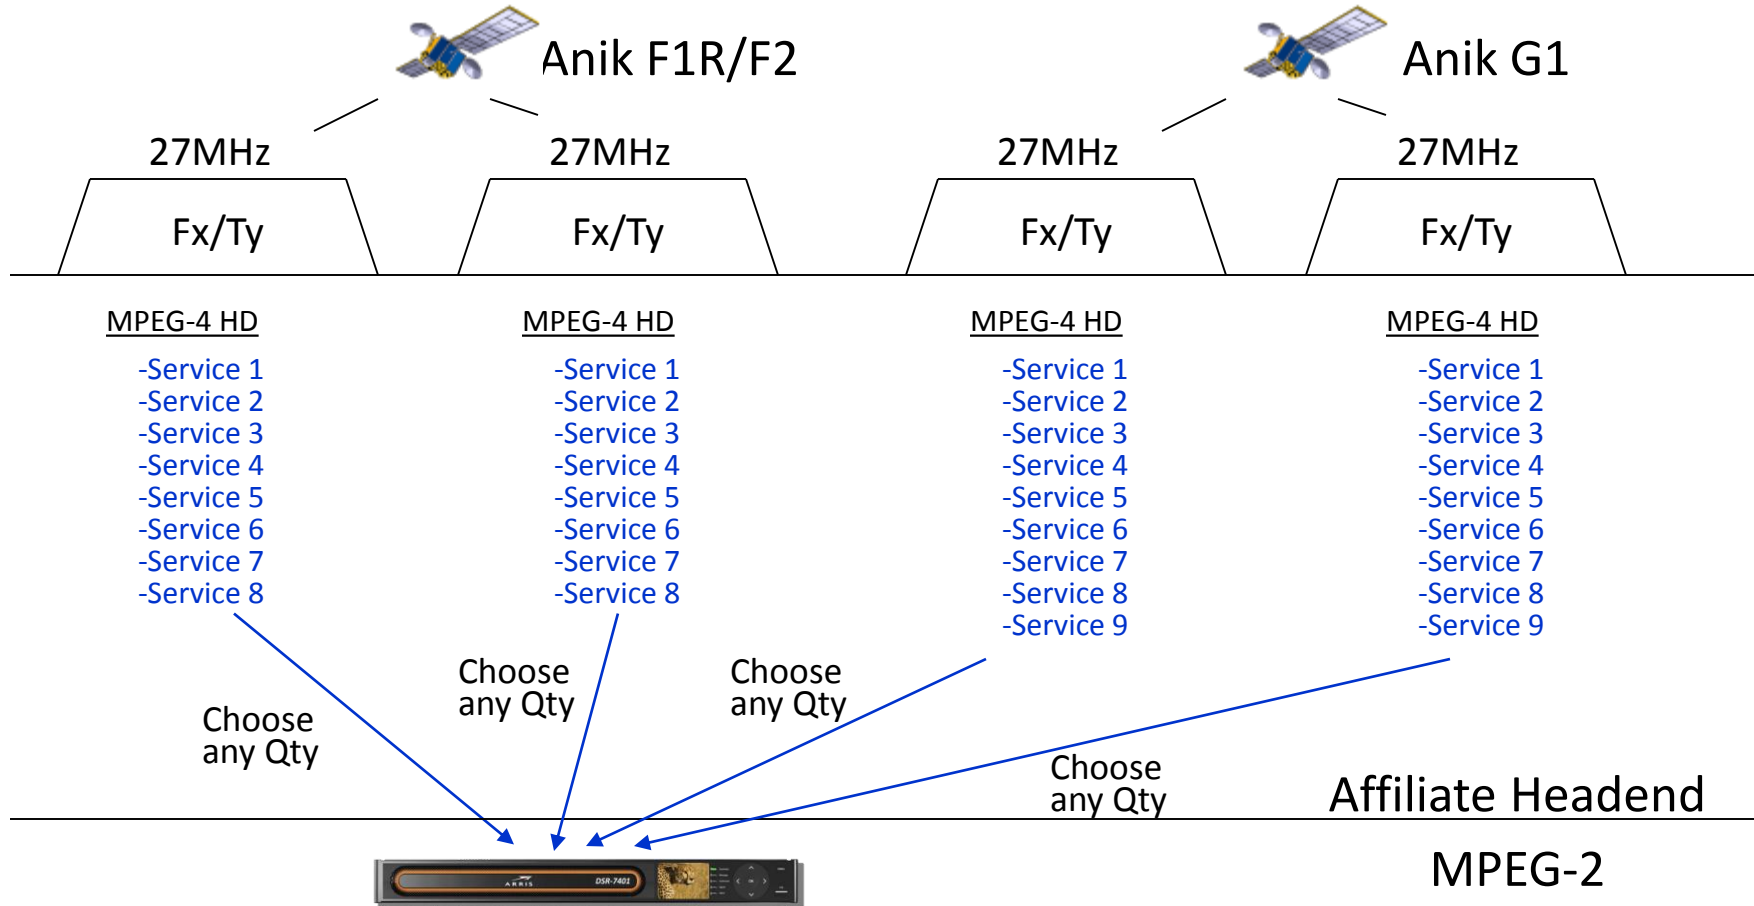 Anik F1R/F2
Anik G1
27MHz
27MHz
27MHz
27MHz
Fx/Ty
Fx/Ty
Fx/Ty
Fx/Ty
MPEG-4 HD
-Service 1
-Service 2
-Service 3
-Service 4
-Service 5
-Service 6
-Service 7
-Service 8
MPEG-4 HD
-Service 1
-Service 2
-Service 3
-Service 4
-Service 5
-Service 6
-Service 7
-Service 8
MPEG-4 HD
-Service 1
-Service 2
-Service 3
-Service 4
-Service 5
-Service 6
-Service 7
-Service 8
-Service 9
MPEG-4 HD
-Service 1
-Service 2
-Service 3
-Service 4
-Service 5
-Service 6
-Service 7
-Service 8
-Service 9
Choose
any Qty
Choose
any Qty
Choose
any Qty
Choose
any Qty
Affiliate Headend
MPEG-2
ARRIS
DSR-7401